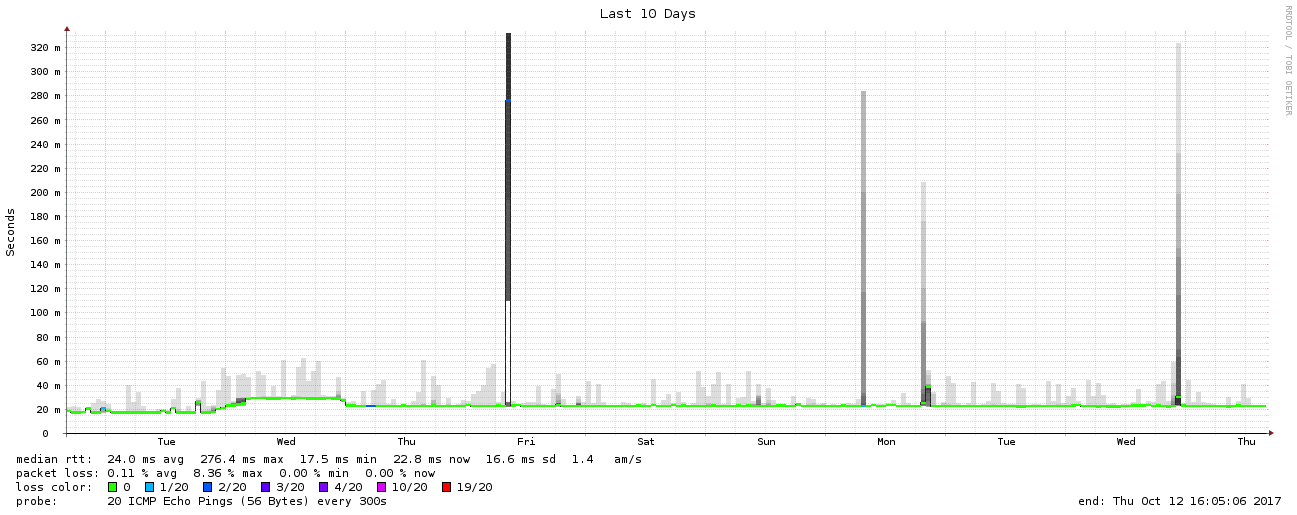 Last 10 Days
RRDTOOL / TOBI OETIKER
Seconds
320 m
300 m
280 m
260 m
240 m
220 m
200 m
180 m
160 m
140 m
120 m
100 m
80 m
60 m
40 m
20 m
0
Tue Wed Thu Fri Sat Sun Mon Tue Wed Thu
median rtt: 24.0 ms avg 276.4 ms max 17.5 ms min 22.8 ms now 16.6 ms sd 1.4 am/s
packet loss: 0.11 % avg 8.36 % max 0.00 % min 0.00 % now
loss color: 0 1/20 2/20 3/20 4/20 10/20 19/20
probe: 20 ICMP Echo Pings (56 Bytes) every 300s end: Thu Oct 12 16:05:06 2017